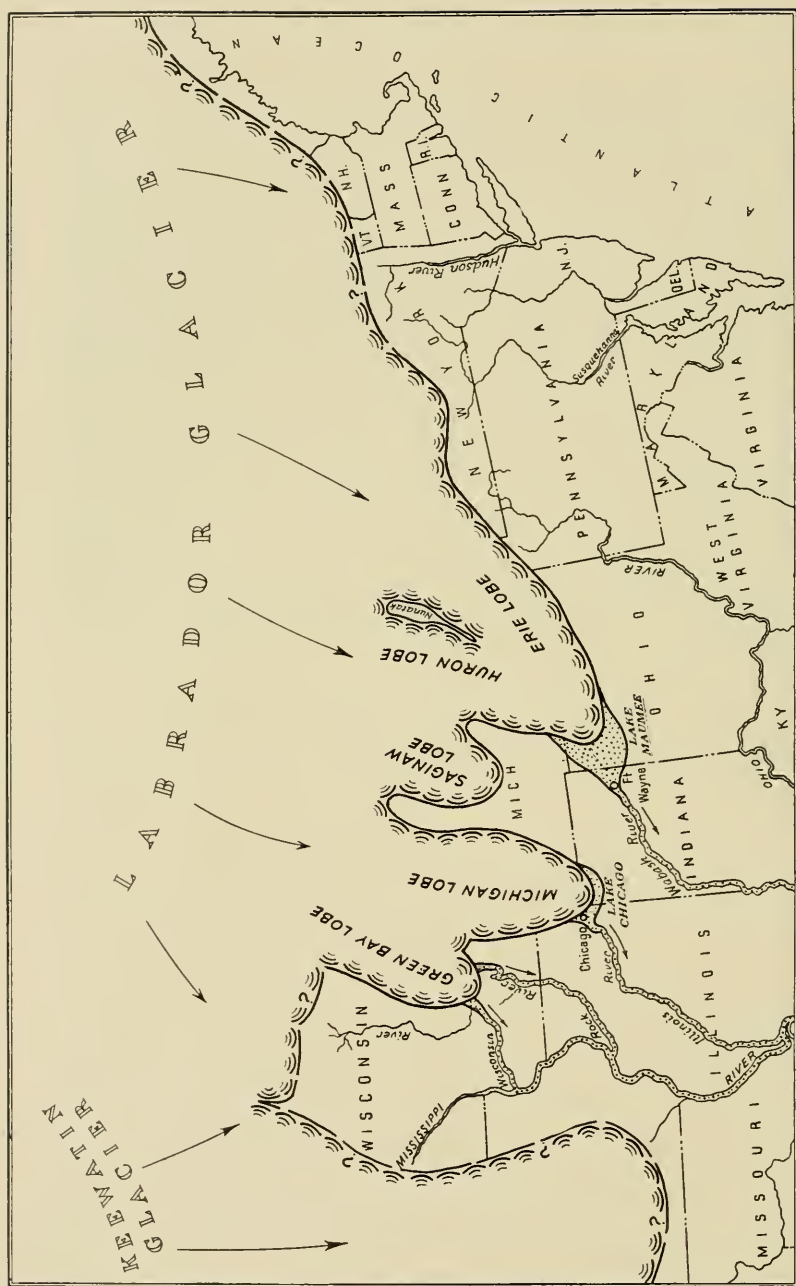 KEEWATIN
GLACIER
LABRADOR GLACIER
ATLANTIC
OCEAN
?
?
?
?
?
?
?
GREEN BAY LOBE
MICHIGAN LOBE
SAGINAW
LOBE
HURON LOBE
Nunatak
ERIE LOBE
WISCONSIN
River
Wisconsin
MISSISSIPPI
RIVER
River
Rock
Chicago
LAKE
CHICAGO
River
Illinois
ILLINOIS
MISSOURI
MICH
LAKE
MAUMEE
Ft
Wayne
River
Wabash
INDIANA
OHIO
OHIO
RIVER
KY
WEST
VIRGINIA
VIRGINIA
PENNSYLVANIA
Susquehanna
River
MARYLAND
DEL.
N.J.
NEW YORK
Hudson River
VT
N.H.
MASS
CONN
R.I.